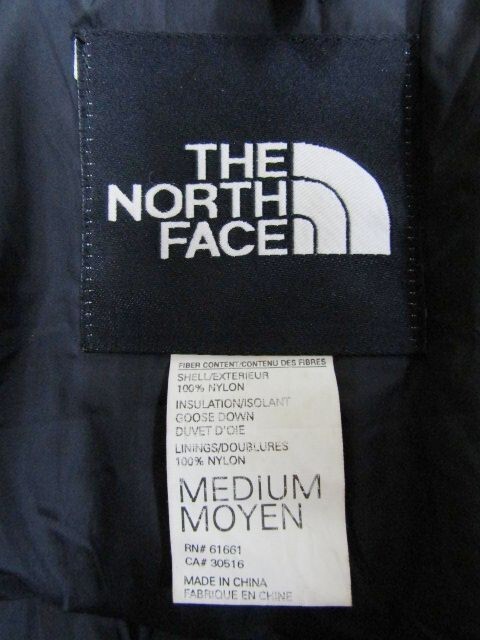 THE
NORTH
FACE
FIBER CONTENT/CONTENU DES FIBRES
SHELL/EXTERIEUR
100% NYLON
INSULATION/ISOLANT
GOOSE DOWN
DUVET D'OIE
LININGS/DOUBLURES
100% NYLON
MEDIUM
MOYEN
RN# 61661
CA# 30516
MADE IN CHINA
FABRIQUE EN CHINE